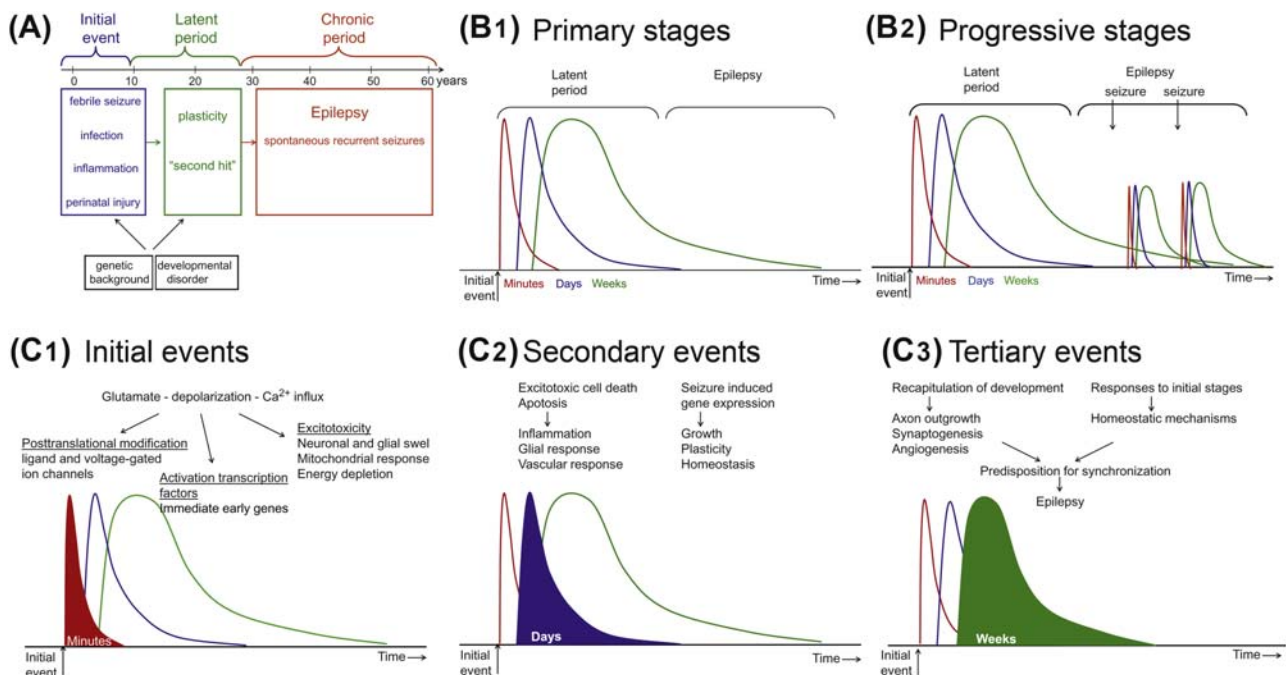 (A)
Initial event
Latent period
Chronic period
0 10 20 30 40 50 60 years
febrile seizure
infection
inflammation
perinatal injury
plasticity
"second hit"
Epilepsy
spontaneous recurrent seizures
genetic background
developmental disorder
(B1) Primary stages
Latent period
Epilepsy
Initial event
Minutes Days Weeks
Time
(B2) Progressive stages
Latent period
Epilepsy
seizure seizure
Initial event
Minutes Days Weeks
Time
(C1) Initial events
Glutamate - depolarization - Ca²⁺ influx
Posttranslational modification
ligand and voltage-gated
ion channels
Activation transcription
factors
Immediate early genes
Excitotoxicity
Neuronal and glial swel
Mitochondrial response
Energy depletion
Minutes
Initial event
Time
(C2) Secondary events
Excitotoxic cell death
Apotosis
Inflammation
Glial response
Vascular response
Seizure induced
gene expression
Growth
Plasticity
Homeostasis
Days
Initial event
Time
(C3) Tertiary events
Recapitulation of development
Axon outgrowth
Synaptogenesis
Angiogenesis
Responses to initial stages
Homeostatic mechanisms
Predisposition for synchronization
Epilepsy
Weeks
Initial event
Time